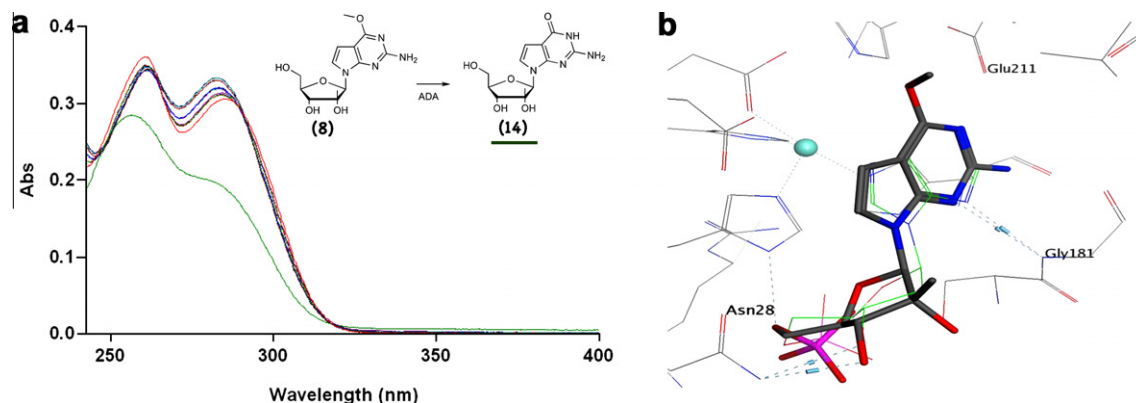 a
Abs
0.4
0.3
0.2
0.1
0.0
250
300
350
400
Wavelength (nm)
O
N
N
N
NH₂
HO
O
OH
OH
(8)
ADA
O
NH
N
N
NH₂
HO
O
OH
OH
(14)
b
Glu211
Gly181
Asn28